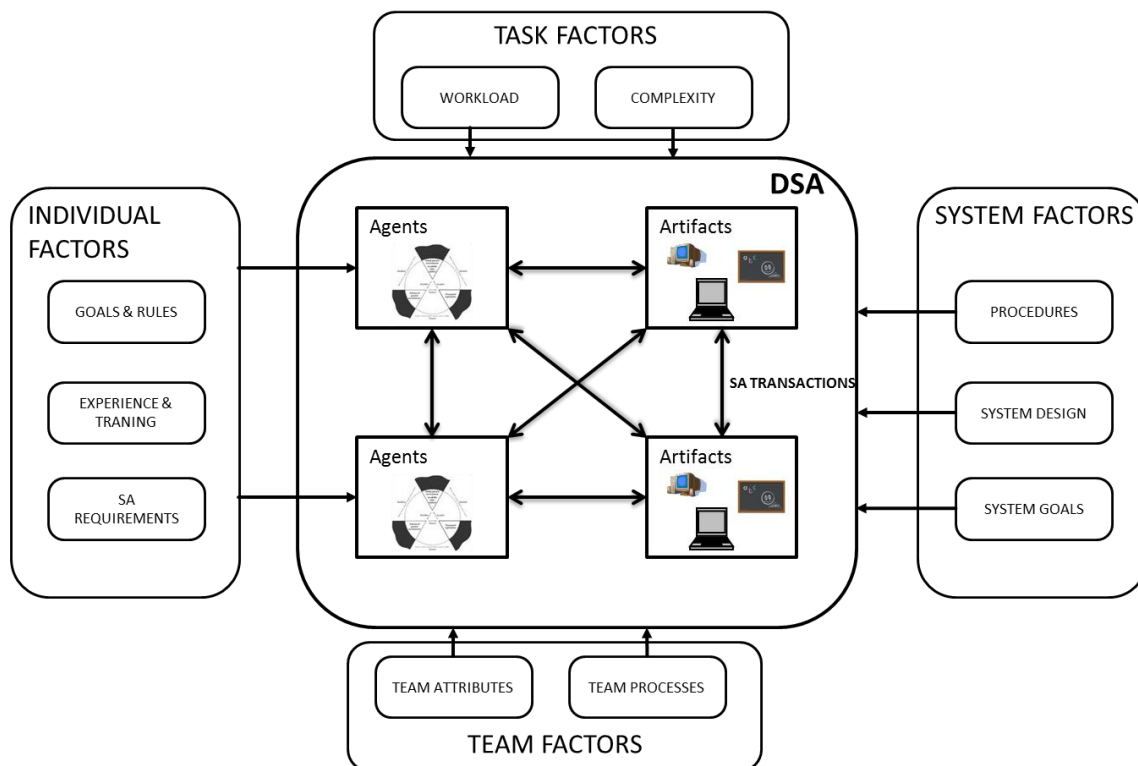 TASK FACTORS
WORKLOAD
COMPLEXITY
DSA
INDIVIDUAL
FACTORS
GOALS & RULES
EXPERIENCE &
TRANING
SA
REQUIREMENTS
Agents
Artifacts
SA TRANSACTIONS
Agents
Artifacts
SYSTEM FACTORS
PROCEDURES
SYSTEM DESIGN
SYSTEM GOALS
TEAM ATTRIBUTES
TEAM PROCESSES
TEAM FACTORS